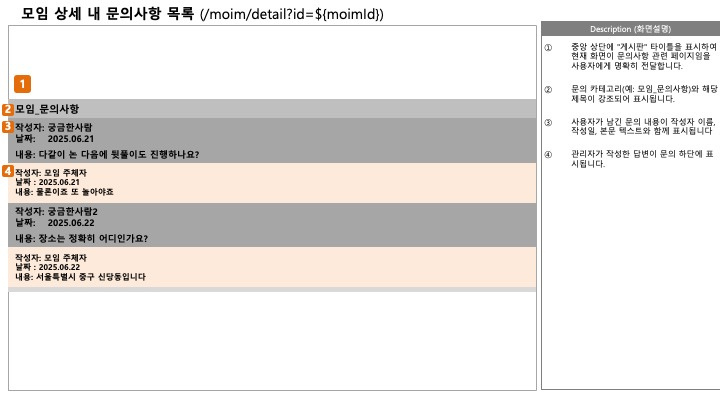 모임 상세 내 문의사항 목록 (/moim/detail?id=${moimId})
1
2 모임_문의사항
3 작성자: 궁금한사람
날짜: 2025.06.21
내용: 다같이 논 다음에 뒷풀이도 진행하나요?
4 작성자: 모임 주체자
날짜 : 2025.06.21
내용: 물론이죠 또 놀아야죠
작성자: 궁금한사람2
날짜: 2025.06.22
내용: 장소는 정확히 어디인가요?
작성자: 모임 주체자
날짜 : 2025.06.22
내용: 서울특별시 중구 신당동입니다
Description (화면설명)
① 중앙 상단에 "게시판" 타이틀을 표시하여
현재 화면이 문의사항 관련 페이지임을
사용자에게 명확히 전달합니다.
② 문의 카테고리(예: 모임_문의사항)와 해당
제목이 강조되어 표시됩니다.
③ 사용자가 남긴 문의 내용이 작성자 이름,
작성일, 본문 텍스트와 함께 표시됩니다
④ 관리자가 작성한 답변이 문의 하단에 표
시됩니다.